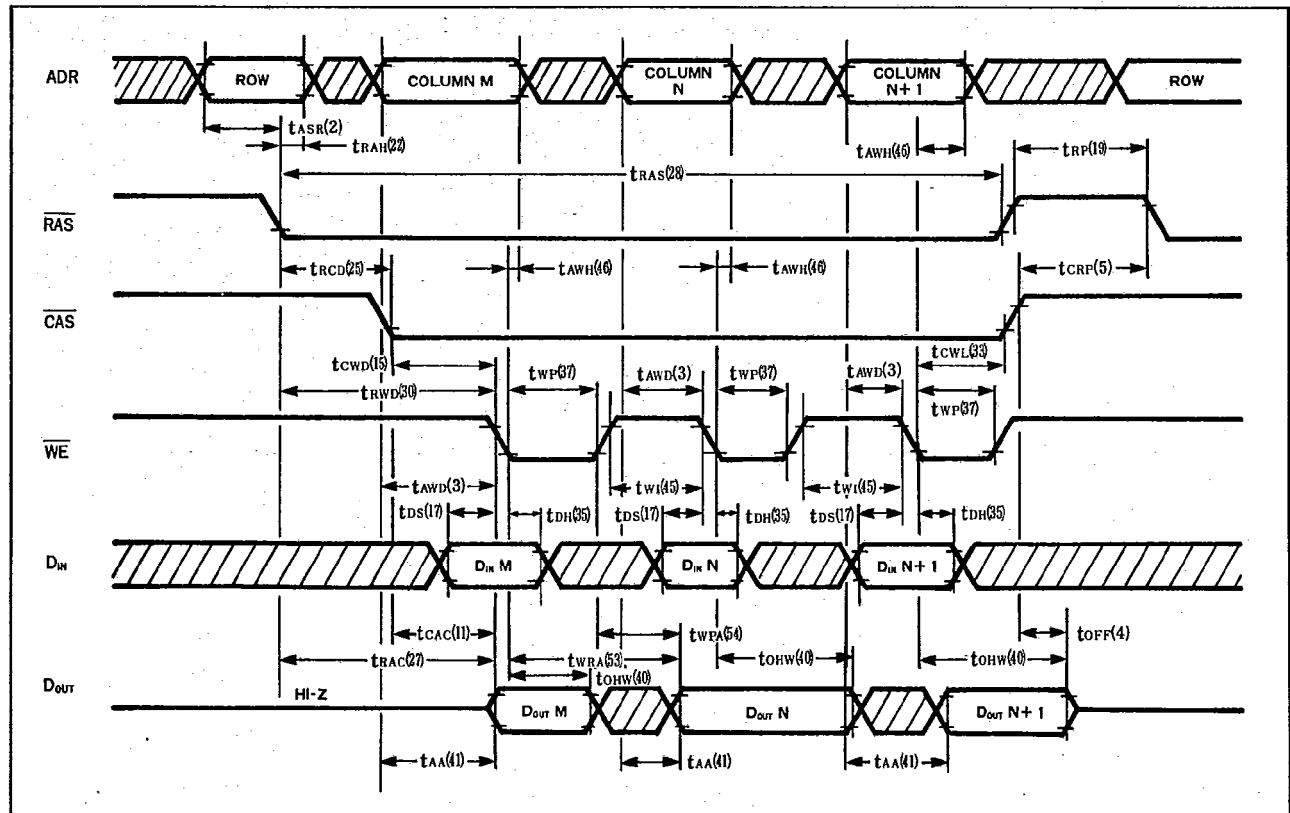 ADR
ROW
COLUMN M
COLUMN N
COLUMN N+1
ROW
tASR(2)
tRAH(22)
tAWH(46)
tRP(19)
tRAS(28)
RAS
tRCD(25)
tAWH(46)
tAWH(46)
tCRP(5)
CAS
tCWD(15)
tWP(37)
tAWD(3)
tWP(37)
tAWD(3)
tCWL(33)
tRWD(30)
tWP(37)
WE
tAWD(3)
tWI(45)
tWI(45)
tDS(17)
tDH(35)
tDS(17)
tDH(35)
tDS(17)
tDH(35)
DIN
DIN M
DIN N
DIN N+1
tCAC(11)
tWPA(54)
tOFF(4)
tRAC(27)
tWRA(53)
tOHW(40)
tOHW(40)
tOHW(40)
DOUT
HI-Z
DOUT M
DOUT N
DOUT N+1
tAA(41)
tAA(41)
tAA(41)